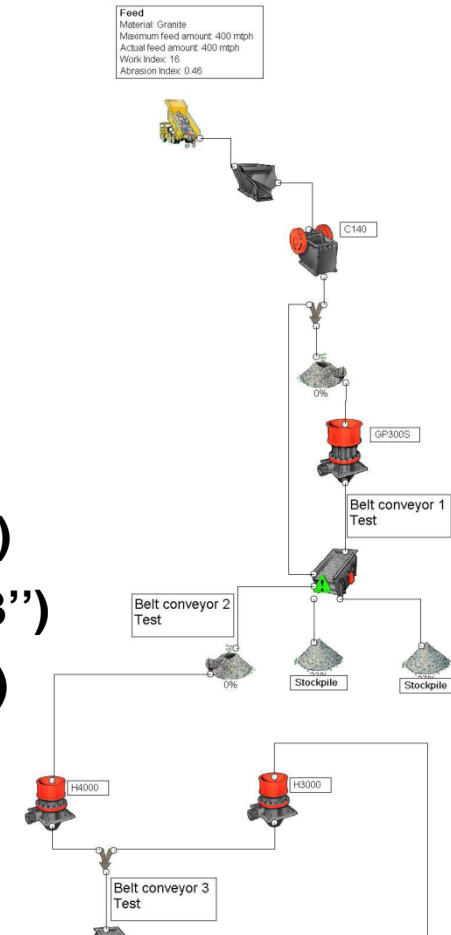 Feed
Material: Granite
Maximum feed amount: 400 mtph
Actual feed amount: 400 mtph
Work Index: 16
Abrasion Index: 0.46
C140
0%
GP300S
Belt conveyor 1
Test
)
’’)
)
Belt conveyor 2
Test
0%
Stockpile
Stockpile
H4000
H3000
Belt conveyor 3
Test